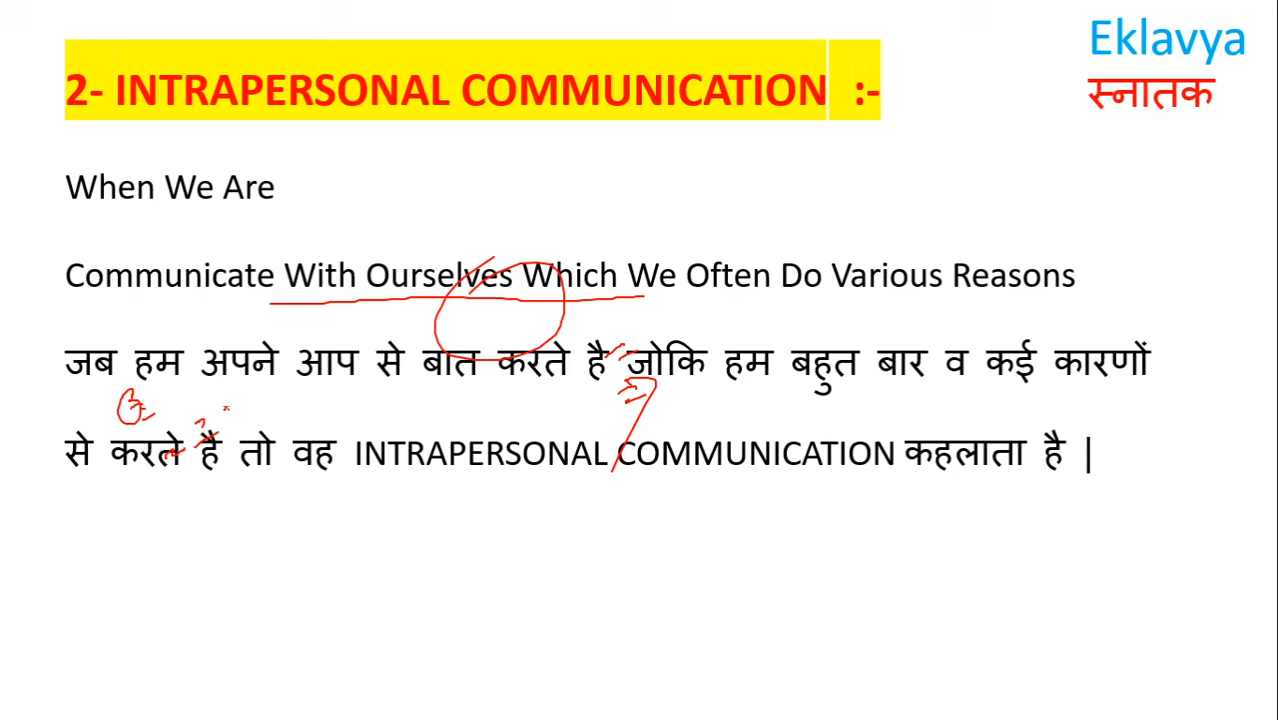 Eklavya
स्नातक
2- INTRAPERSONAL COMMUNICATION :-
When We Are
Communicate With Ourselves Which We Often Do Various Reasons
जब हम अपने आप से बात करते है जोकि हम बहुत बार व कई कारणों
से करते है तो वह INTRAPERSONAL COMMUNICATION कहलाता है |